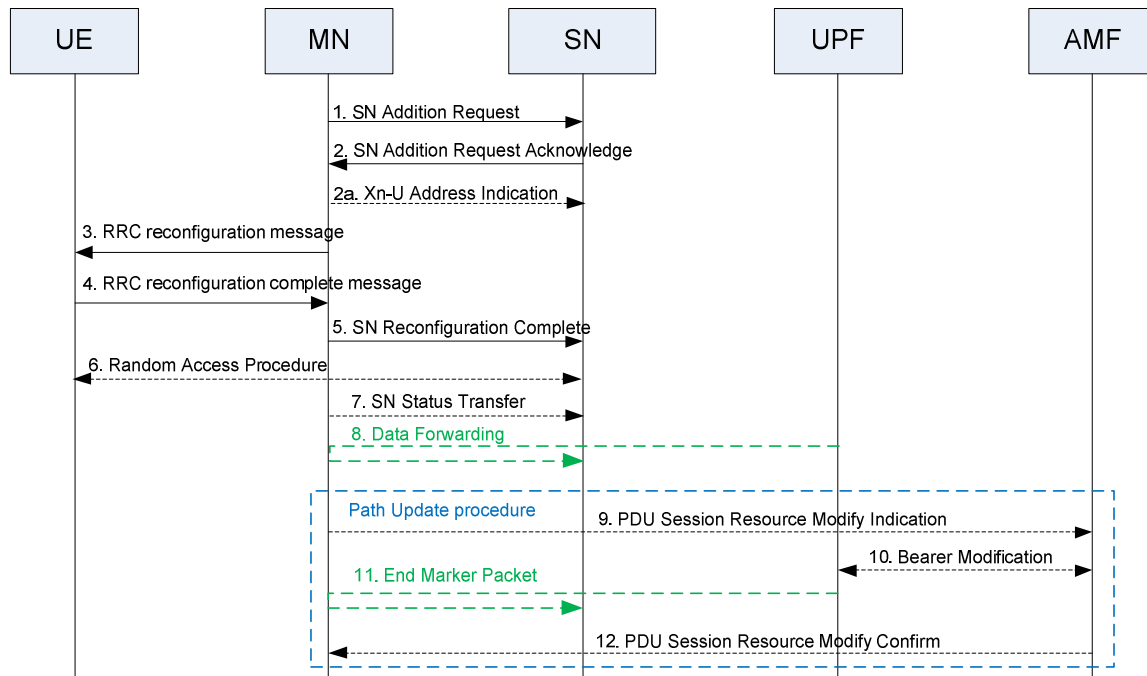 UE
MN
SN
UPF
AMF
1. SN Addition Request
2. SN Addition Request Acknowledge
2a. Xn-U Address Indication
3. RRC reconfiguration message
4. RRC reconfiguration complete message
5. SN Reconfiguration Complete
6. Random Access Procedure
7. SN Status Transfer
8. Data Forwarding
Path Update procedure
9. PDU Session Resource Modify Indication
10. Bearer Modification
11. End Marker Packet
12. PDU Session Resource Modify Confirm